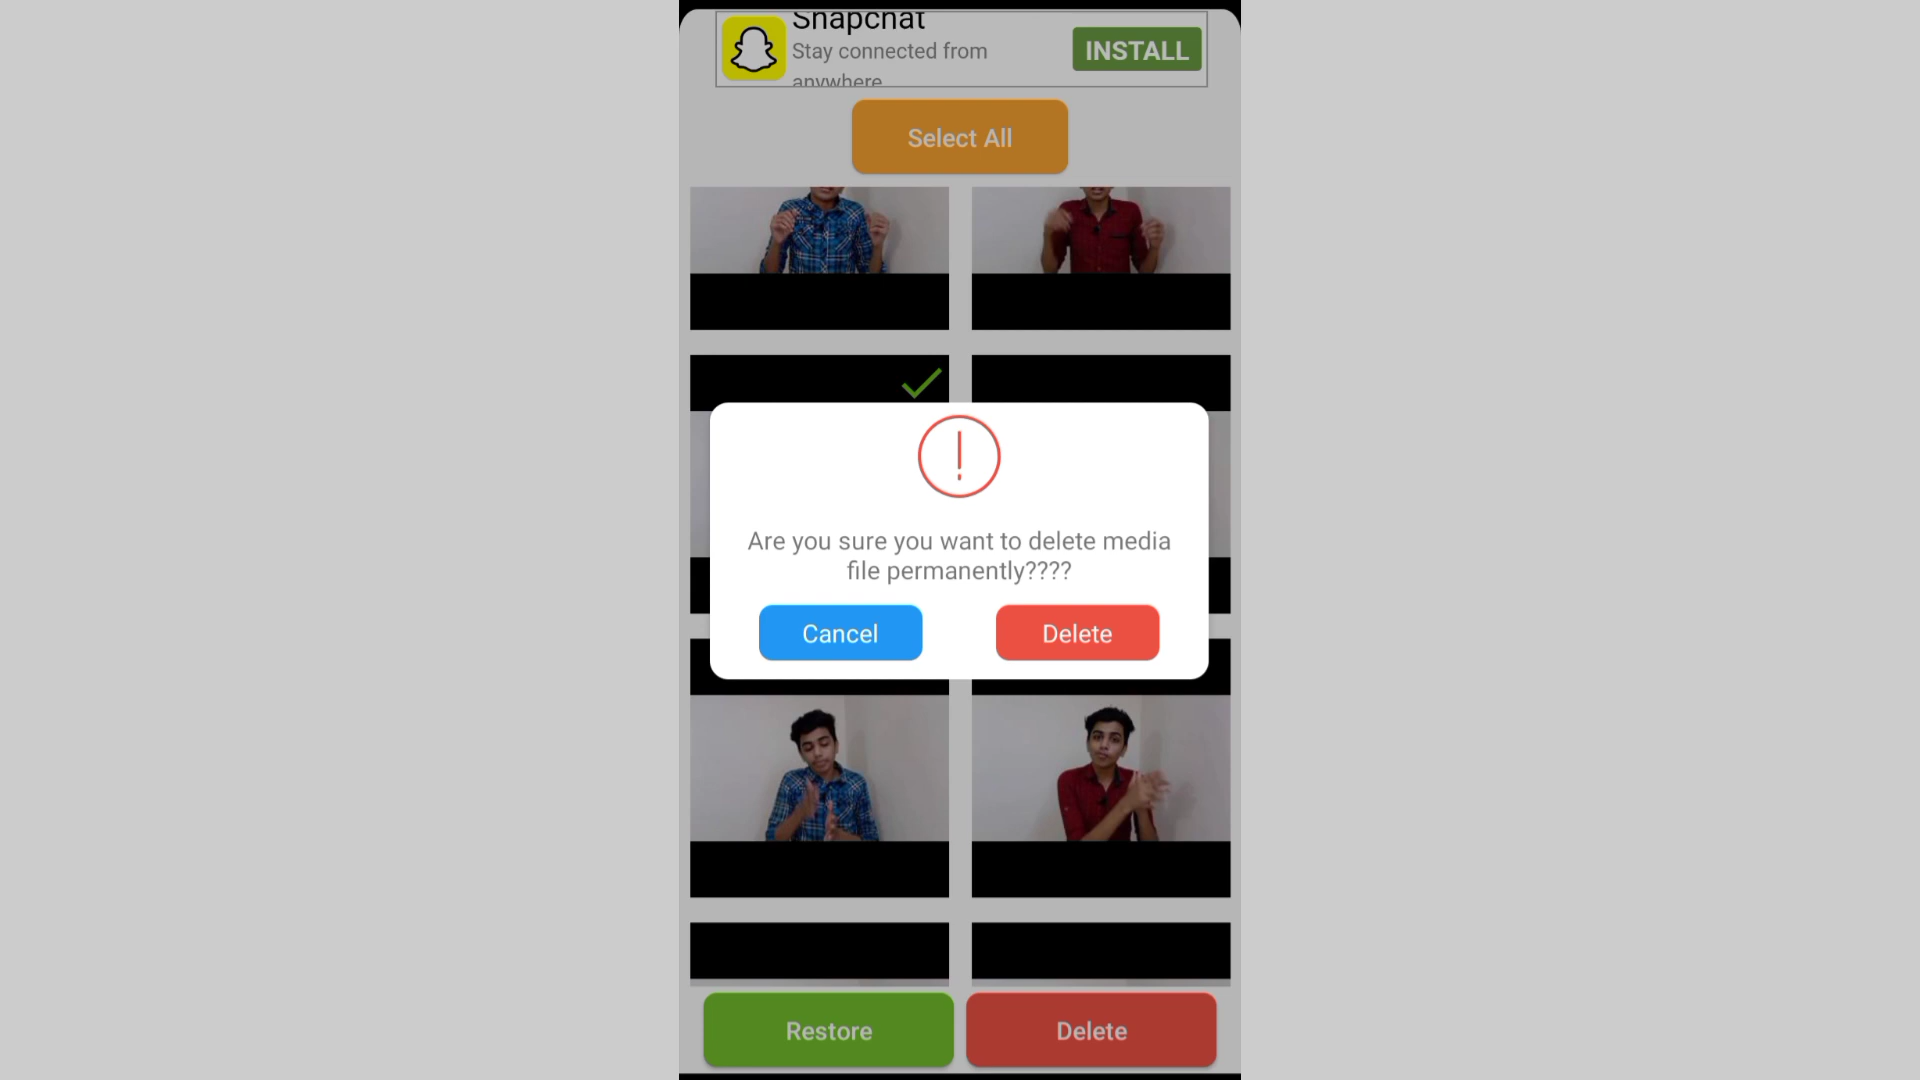 Snapchat
Stay connected from
anywhere
INSTALL
Select All
Are you sure you want to delete media
file permanently????
Cancel
Delete
Restore
Delete